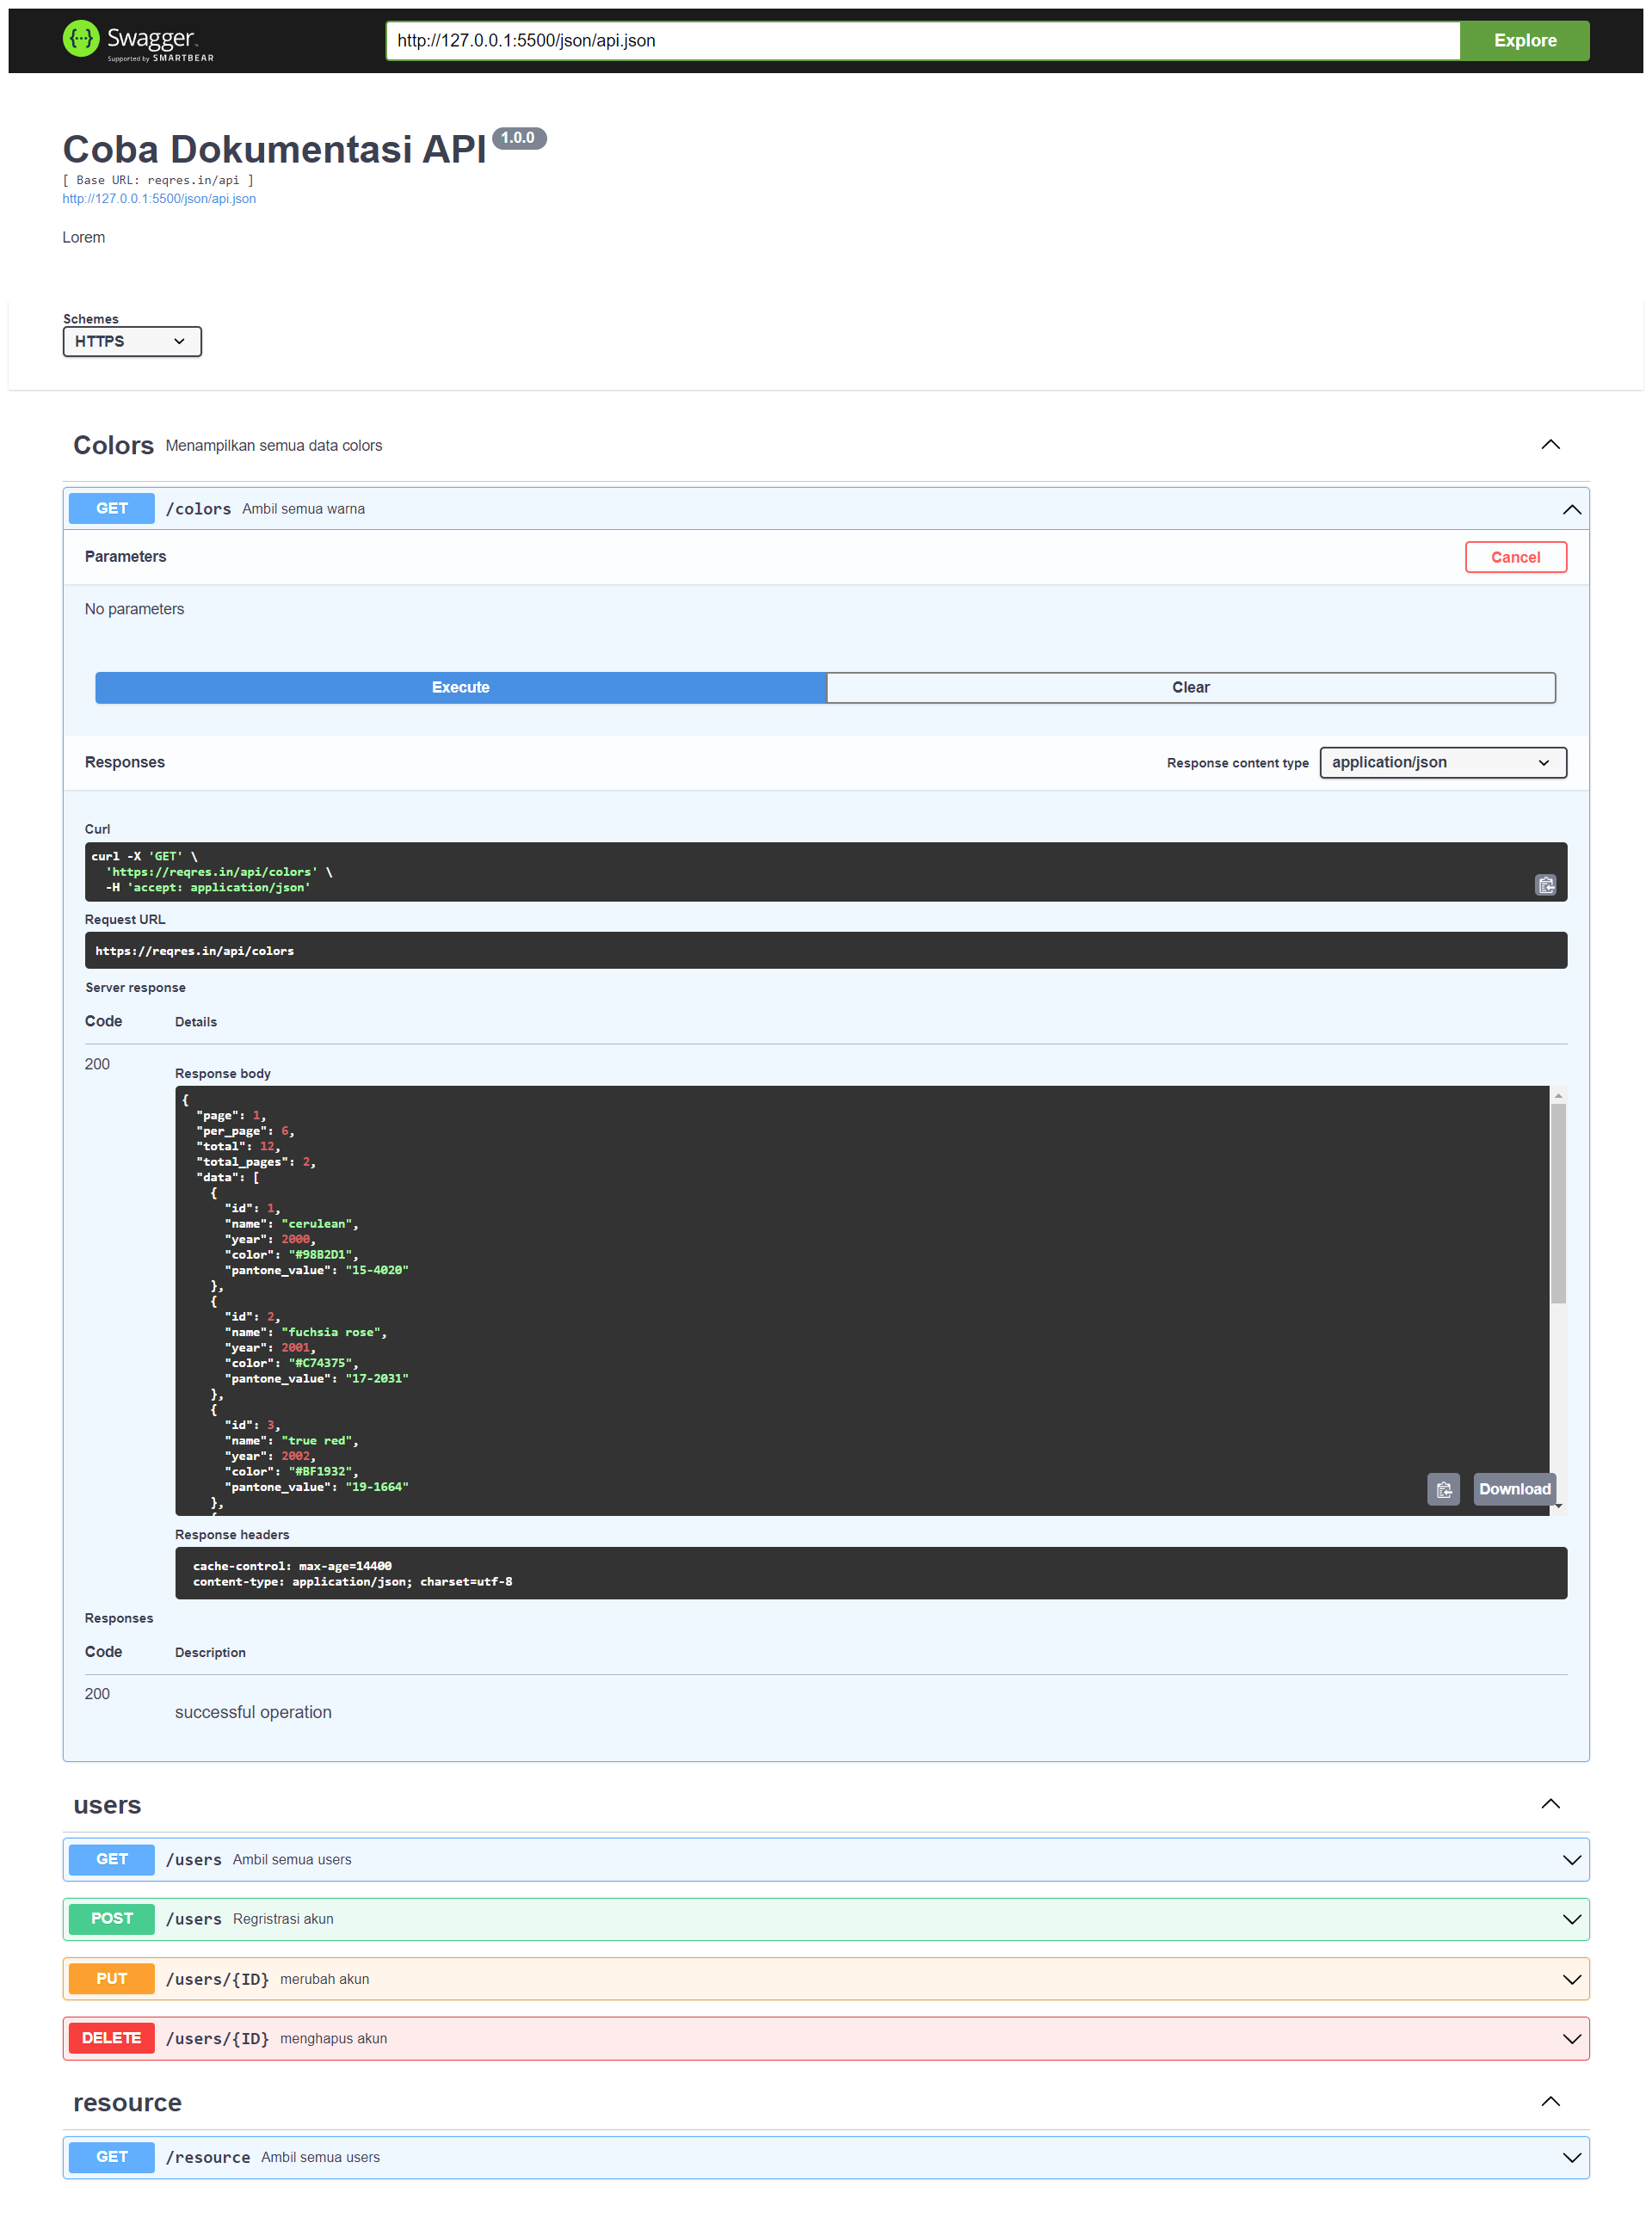 Swagger
Supported by SMARTBEAR
http://127.0.0.1:5500/json/api.json
Explore
Coba Dokumentasi API 1.0.0
[ Base URL: reqres.in/api ]
http://127.0.0.1:5500/json/api.json
Lorem
Schemes
HTTPS
Colors Menampilkan semua data colors
GET /colors Ambil semua warna
Parameters
Cancel
No parameters
Execute
Clear
Responses
Response content type
application/json
Curl
curl -X 'GET' \
'https://reqres.in/api/colors' \
-H 'accept: application/json'
Request URL
https://reqres.in/api/colors
Server response
Code Details
200
Response body
{
"page": 1,
"per_page": 6,
"total": 12,
"total_pages": 2,
"data": [
{
"id": 1,
"name": "cerulean",
"year": 2000,
"color": "#98B2D1",
"pantone_value": "15-4020"
},
{
"id": 2,
"name": "fuchsia rose",
"year": 2001,
"color": "#C74375",
"pantone_value": "17-2031"
},
{
"id": 3,
"name": "true red",
"year": 2002,
"color": "#BF1932",
"pantone_value": "19-1664"
},
{
Download
Response headers
cache-control: max-age=14400
content-type: application/json; charset=utf-8
Responses
Code Description
200
successful operation
users
GET /users Ambil semua users
POST /users Regristrasi akun
PUT /users/{ID} merubah akun
DELETE /users/{ID} menghapus akun
resource
GET /resource Ambil semua users